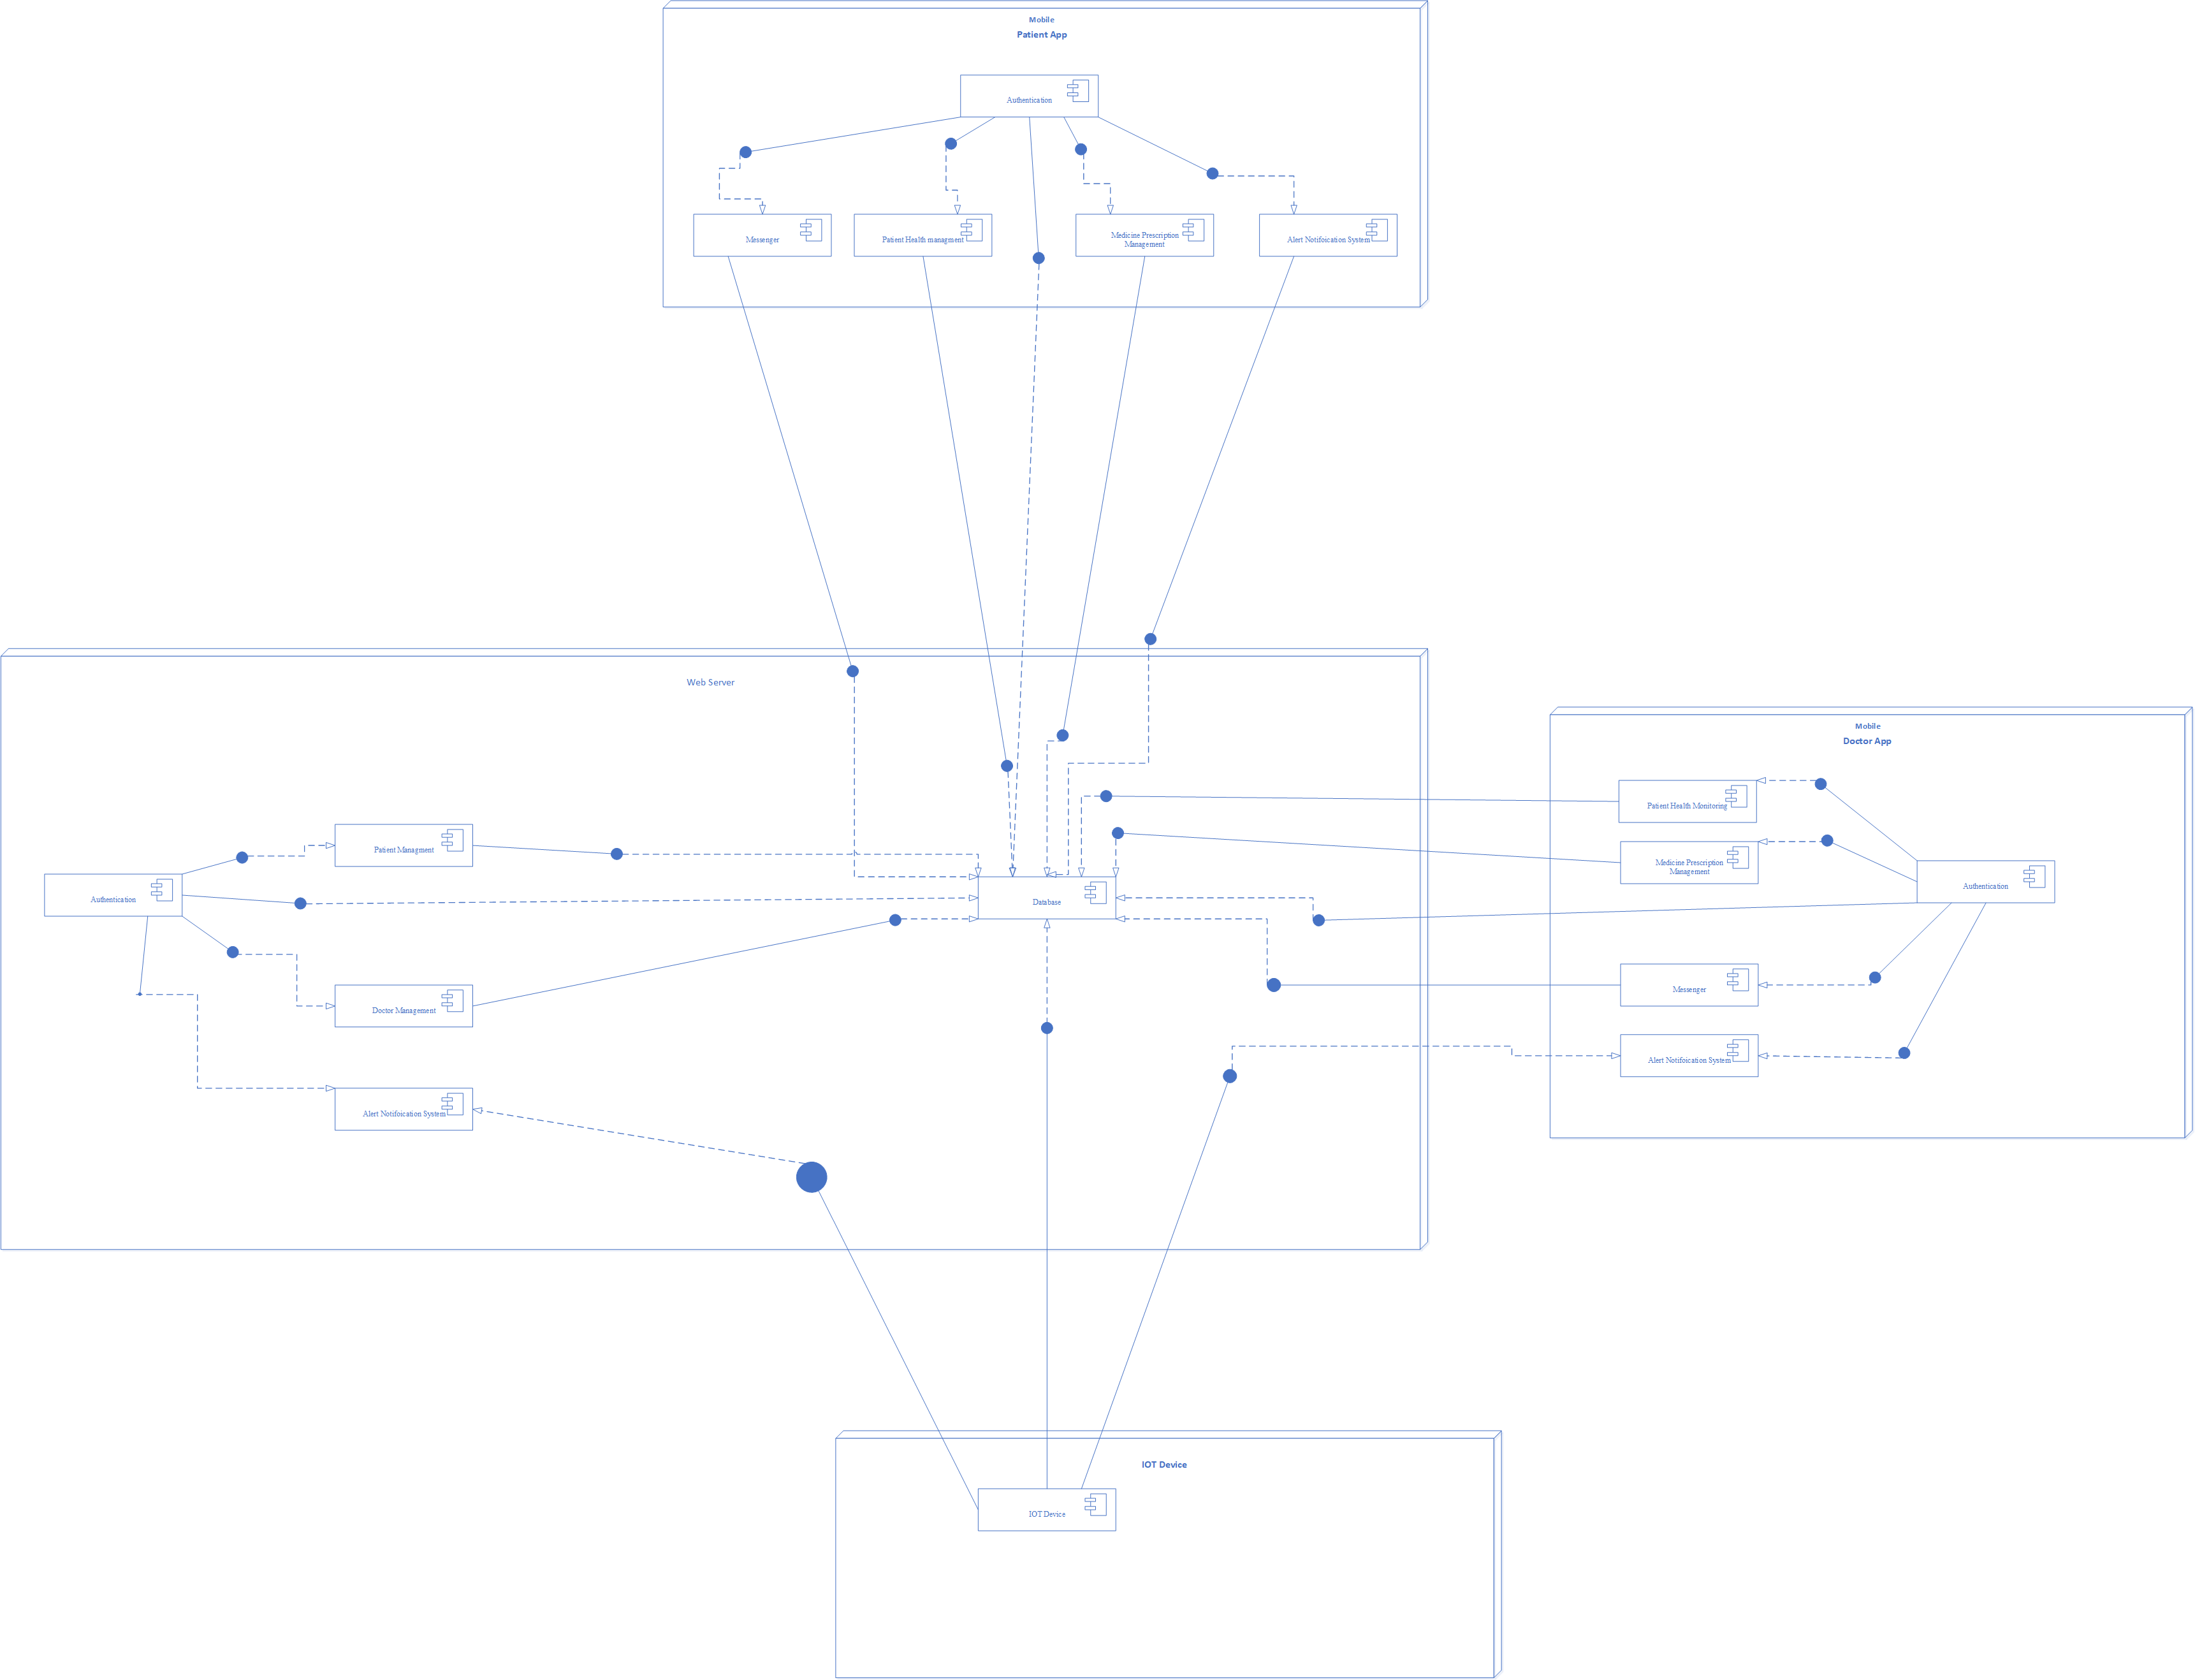 Mobile
Patient App
Authentication
Messenger
Patient Health managment
Medicine Prescription
Management
Alert Notifoication System
Web Server
Patient Managment
Authentication
Database
Doctor Management
Alert Notifoication System
Mobile
Doctor App
Patient Health Monitoring
Medicine Prescription
Management
Authentication
Messenger
Alert Notifoication System
IOT Device
IOT Device